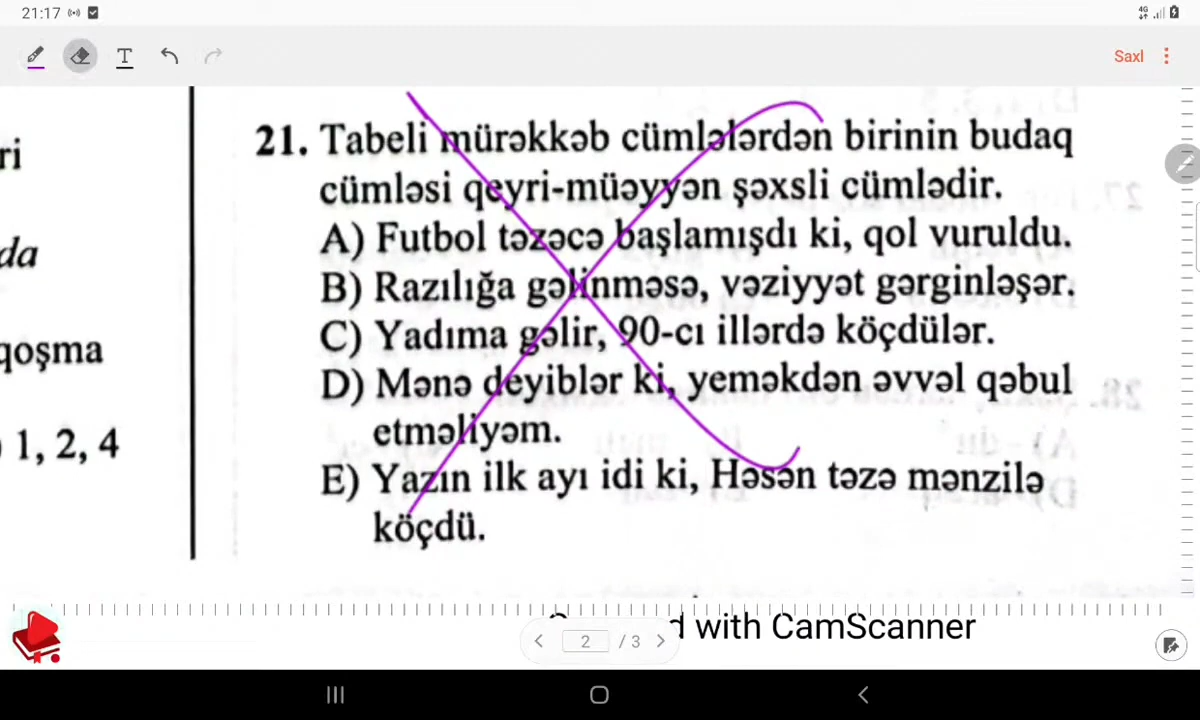 21:17
4G
T
Saxl
ri
da
qoşma
1, 2, 4
21. Tabeli mürəkkəb cümlələrdən birinin budaq
cümləsi qeyri-müəyyən şəxsli cümlədir.
A) Futbol təzəcə başlamışdı ki, qol vuruldu.
B) Razılığa gəlinməsə, vəziyyət gərginləşər.
C) Yadıma gəlir, 90-cı illərdə köçdülər.
D) Mənə deyiblər ki, yeməkdən əvvəl qəbul
etməliyəm.
E) Yazın ilk ayı idi ki, Həsən təzə mənzilə
köçdü.
with CamScanner
2 / 3